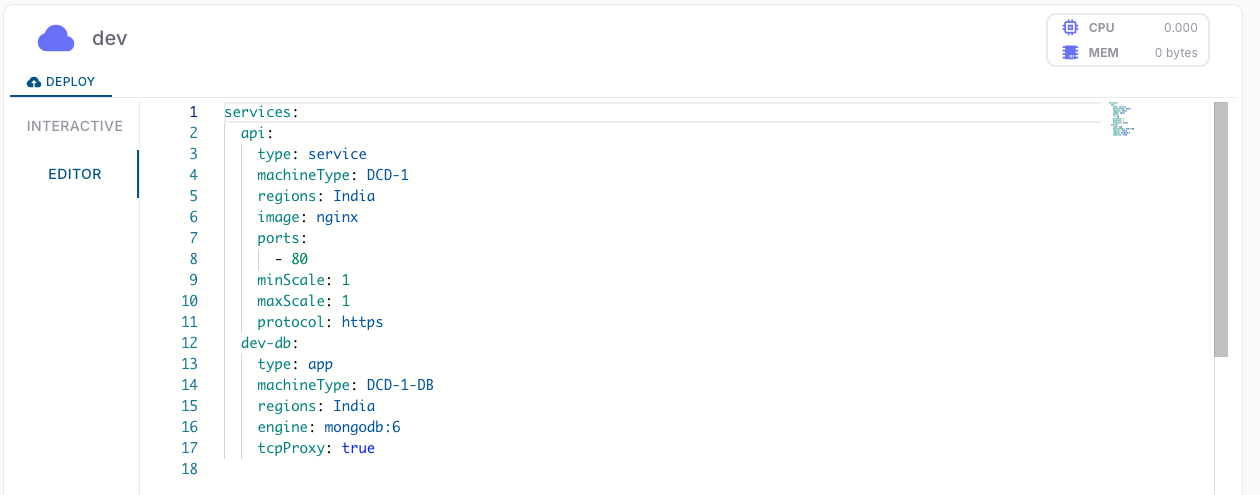 dev
CPU 0.000
MEM 0 bytes
DEPLOY
INTERACTIVE
EDITOR
1 services:
2   api:
3     type: service
4     machineType: DCD-1
5     regions: India
6     image: nginx
7     ports:
8       - 80
9     minScale: 1
10     maxScale: 1
11     protocol: https
12   dev-db:
13     type: app
14     machineType: DCD-1-DB
15     regions: India
16     engine: mongodb:6
17     tcpProxy: true
18